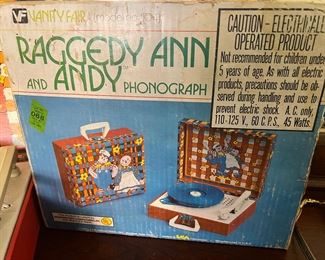 VF VANITY FAIR
RAGGEDY ANN
AND ANDY PHONOGRAPH
CAUTION - ELECTRICALLY
OPERATED PRODUCT
Not recommended for children under
5 years of age. As with all electric
products, precautions should be ob-
served during handling and use to
prevent electric shock. A.C. only,
110-125 V., 60 C.P.S., 45 Watts.